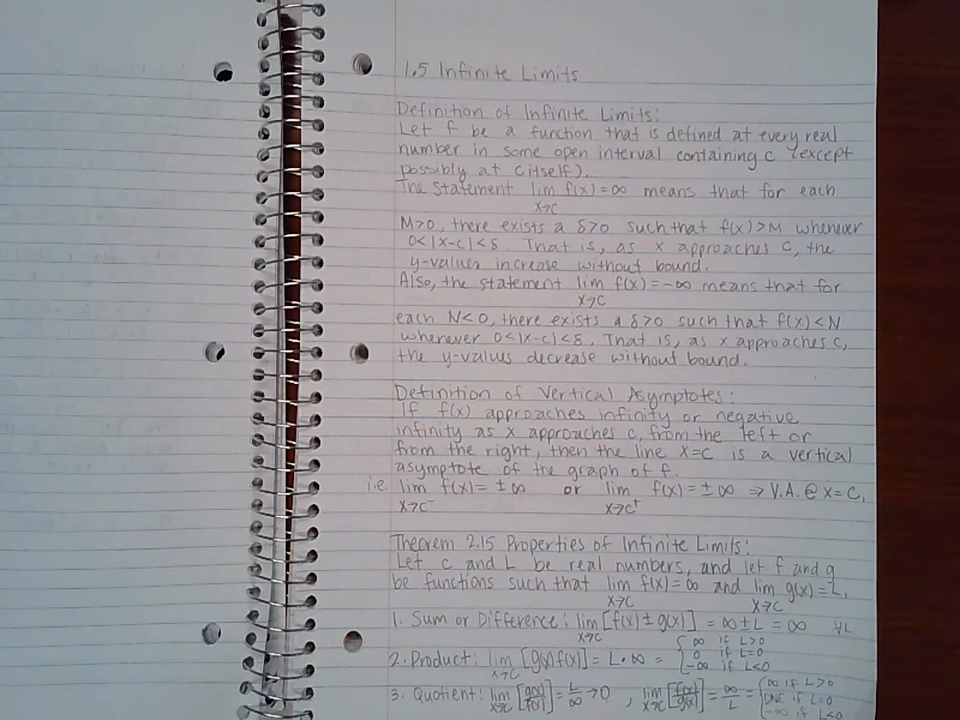 1.5 Infinite Limits
Definition of Infinite Limits:
Let f be a function that is defined at every real
number in some open interval containing c (except
possibly at c itself).
The statement lim f(x)=∞ means that for each
x→c
M>0, there exists a δ>0 such that f(x)>M whenever
0<|x-c|<δ. That is, as x approaches c, the
y-values increase without bound.
Also, the statement lim f(x)=-∞ means that for
x→c
each N<0, there exists a δ>0 such that f(x)<N
whenever 0<|x-c|<δ. That is, as x approaches c,
the y-values decrease without bound.
Definition of Vertical Asymptotes:
If f(x) approaches infinity or negative
infinity as x approaches c, from the left or
from the right, then the line x=c is a vertical
asymptote of the graph of f.
i.e. lim f(x)=±∞ or lim f(x)=±∞ ⇒ V.A. @ x=c.
x→c⁻ x→c⁺
Theorem 2.15 Properties of Infinite Limits:
Let c and L be real numbers, and let f and g
be functions such that lim f(x)=∞ and lim g(x)=L.
x→c x→c
1. Sum or Difference: lim [f(x)±g(x)] = ∞±L = ∞ ∀L
x→c
2. Product: lim [g(x)f(x)] = L·∞ = { ∞ if L>0
0 if L=0
-∞ if L<0
x→c
3. Quotient: lim [g(x)/f(x)] = L/∞ → 0, lim [f(x)/g(x)] = ∞/L = { ∞ if L>0
DNE if L=0
-∞ if L<0
x→c x→c